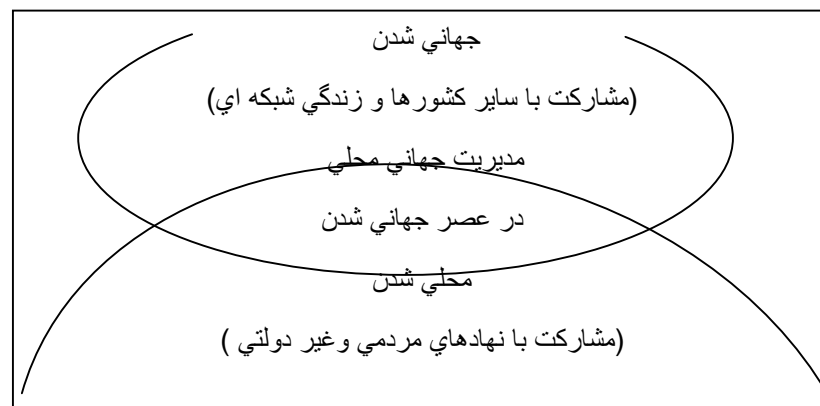 جهاني شدن
(مشاركت با ساير كشورها و زندگي شبكه اي)
مديريت جهاني محلي
در عصر جهاني شدن
محلي شدن
(مشاركت با نهادهاي مردمي وغير دولتي )